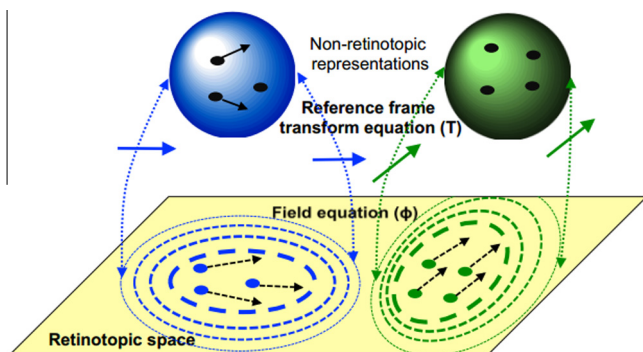 Non-retinotopic
representations
Reference frame
transform equation (T)
Field equation (ϕ)
Retinotopic space